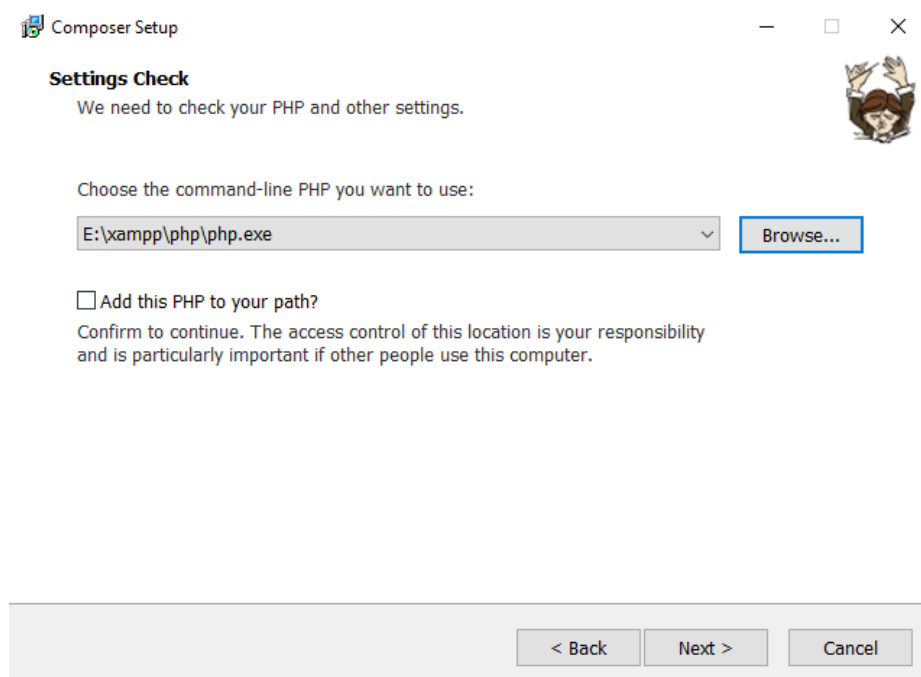 Composer Setup
Settings Check
We need to check your PHP and other settings.
Choose the command-line PHP you want to use:
E:\xampp\php\php.exe
Browse...
Add this PHP to your path?
Confirm to continue. The access control of this location is your responsibility
and is particularly important if other people use this computer.
< Back
Next >
Cancel